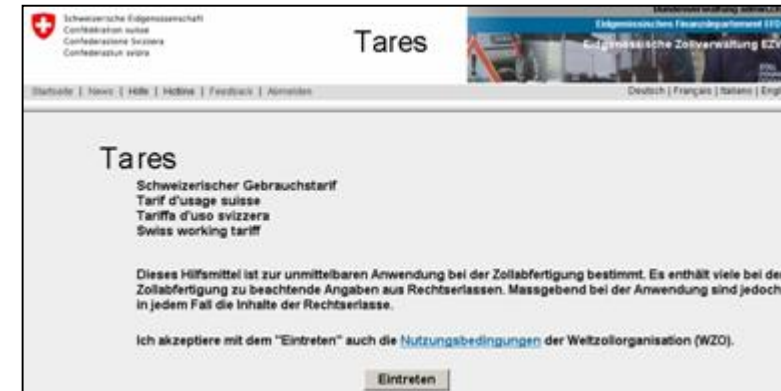 Schweizerische Eidgenossenschaft
Confédération suisse
Confederazione Svizzera
Confederaziun svizra
Tares
Bundesverwaltung admin.ch
Eidgenössisches Finanzdepartement EFD
Eidgenössische Zollverwaltung EZV
Startseite | News | Hilfe | Hotline | Feedback | Abmelden
Deutsch | Français | Italiano | Engl
Tares
Schweizerischer Gebrauchstarif
Tarif d'usage suisse
Tariffa d'uso svizzera
Swiss working tariff
Dieses Hilfsmittel ist zur unmittelbaren Anwendung bei der Zollabfertigung bestimmt. Es enthält viele bei der
Zollabfertigung zu beachtende Angaben aus Rechtserlassen. Massgebend bei der Anwendung sind jedoch
in jedem Fall die Inhalte der Rechtserlasse.
Ich akzeptiere mit dem "Eintreten" auch die Nutzungsbedingungen der Weltzollorganisation (WZO).
Eintreten